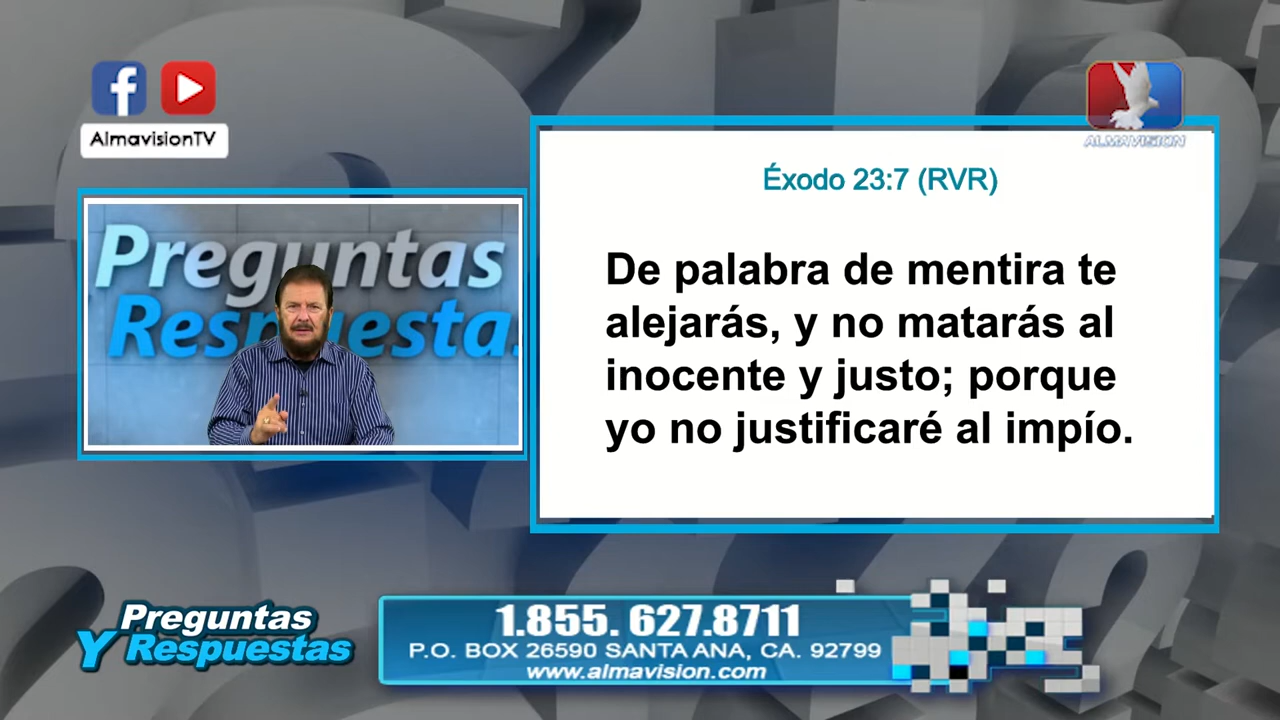 AlmavisionTV
ALMAVISION
Preguntas
Respuesta
Éxodo 23:7 (RVR)
De palabra de mentira te
alejarás, y no matarás al
inocente y justo; porque
yo no justificaré al impío.
Preguntas
Y Respuestas
1.855. 627.8711
P.O. BOX 26590 SANTA ANA, CA. 92799
www.almavision.com